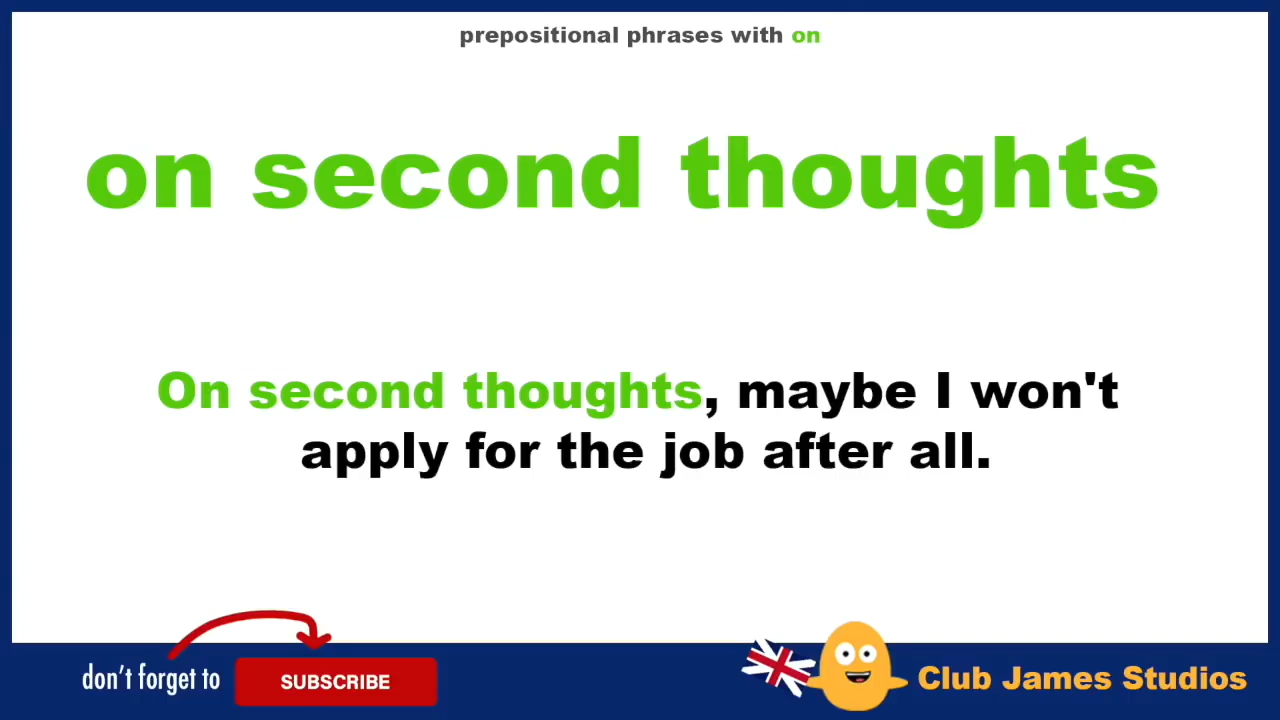 prepositional phrases with on
on second thoughts
On second thoughts, maybe I won't
apply for the job after all.
don't forget to
SUBSCRIBE
Club James Studios